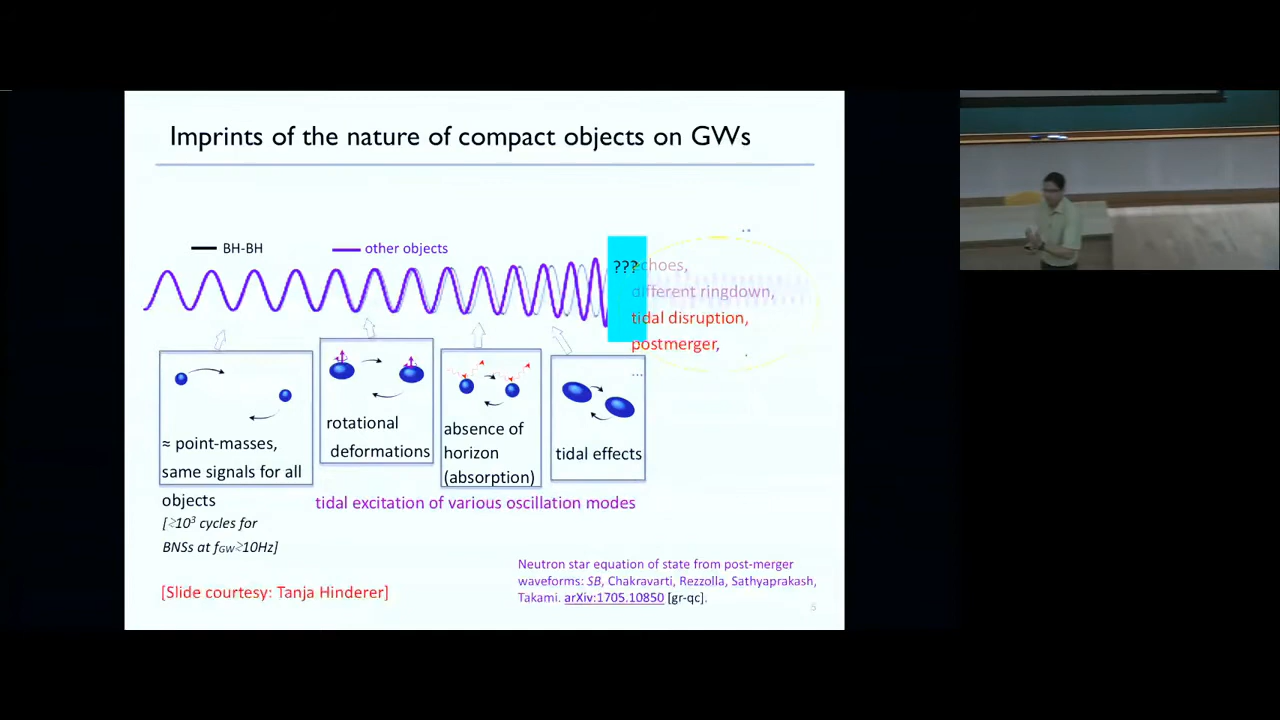 Imprints of the nature of compact objects on GWs
BH-BH
other objects
???
echoes,
different ringdown,
tidal disruption,
postmerger,
...
≈ point-masses,
same signals for all
objects
[≳10³ cycles for
BNSs at fGW≳10Hz]
rotational
deformations
absence of
horizon
(absorption)
tidal effects
tidal excitation of various oscillation modes
[Slide courtesy: Tanja Hinderer]
Neutron star equation of state from post-merger
waveforms: SB, Chakravarti, Rezzolla, Sathyaprakash,
Takami. arXiv:1705.10850 [gr-qc].
5